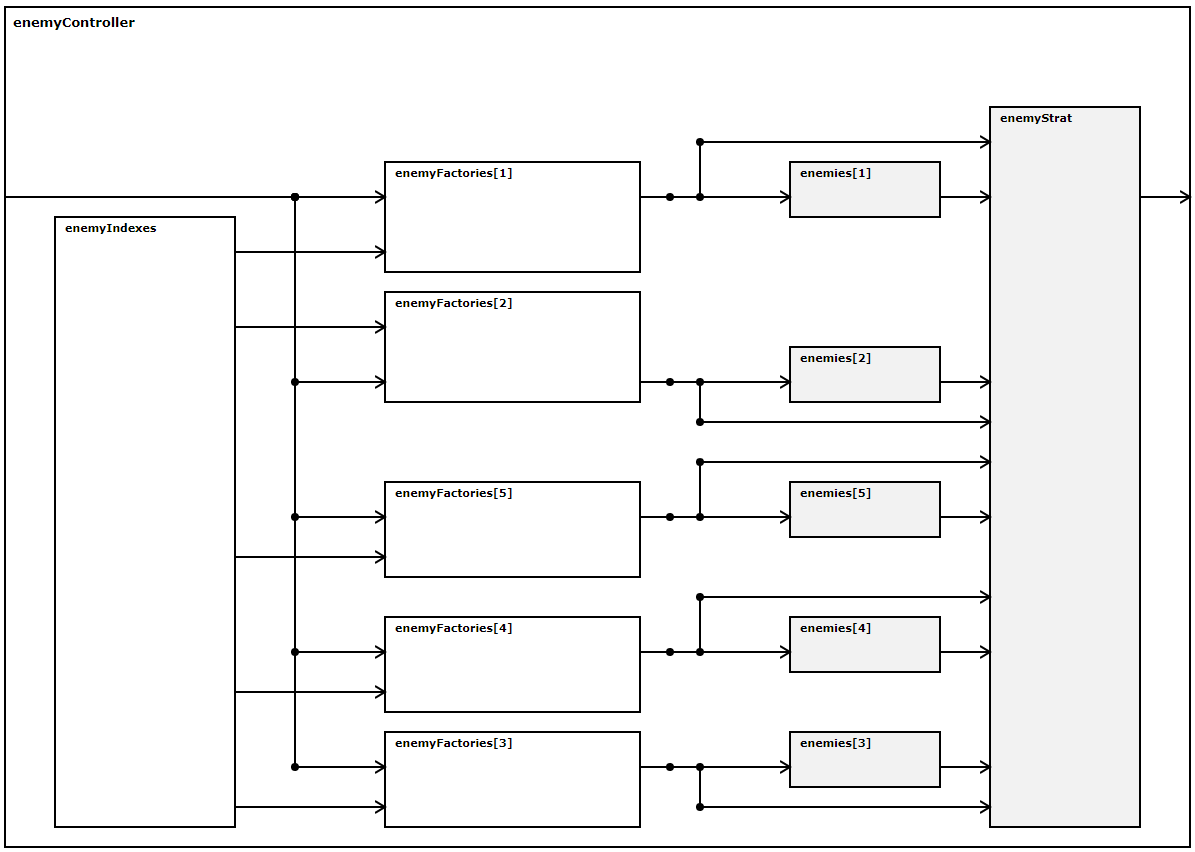 enemyController
enemyStrat
enemyFactories[1]
enemies[1]
enemyIndexes
enemyFactories[2]
enemies[2]
enemyFactories[5]
enemies[5]
enemyFactories[4]
enemies[4]
enemyFactories[3]
enemies[3]